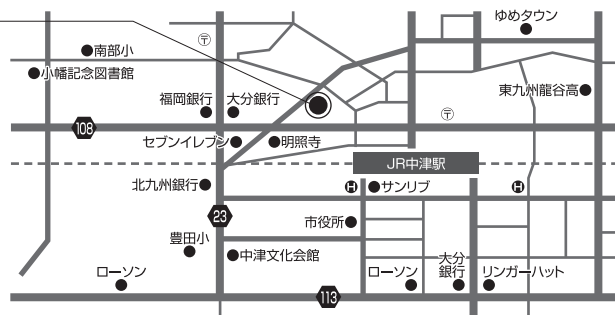 ゆめタウン
〒
南部小
小幡記念図書館
東九州龍谷高
福岡銀行
大分銀行
〒
108
セブンイレブン
明照寺
JR中津駅
北九州銀行
H
サンリブ
H
23
市役所
豊田小
中津文化会館
ローソン
ローソン
大分
銀行
リンガーハット
113